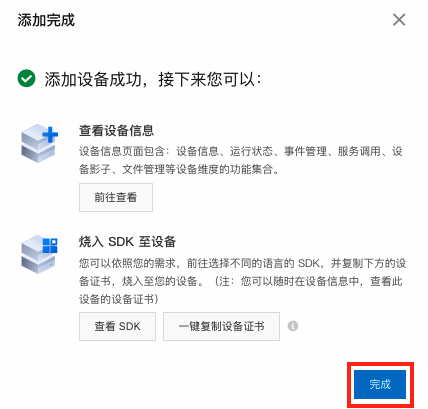 添加完成
添加设备成功，接下来您可以：
查看设备信息
设备信息页面包含：设备信息、运行状态、事件管理、服务调用、设
备影子、文件管理等设备维度的功能集合。
前往查看
烧入 SDK 至设备
您可以依照您的需求，前往选择不同的语言的 SDK，并复制下方的设
备证书，烧入至您的设备。（注：您可以随时在设备信息中，查看此
设备的设备证书）
查看 SDK 一键复制设备证书
完成